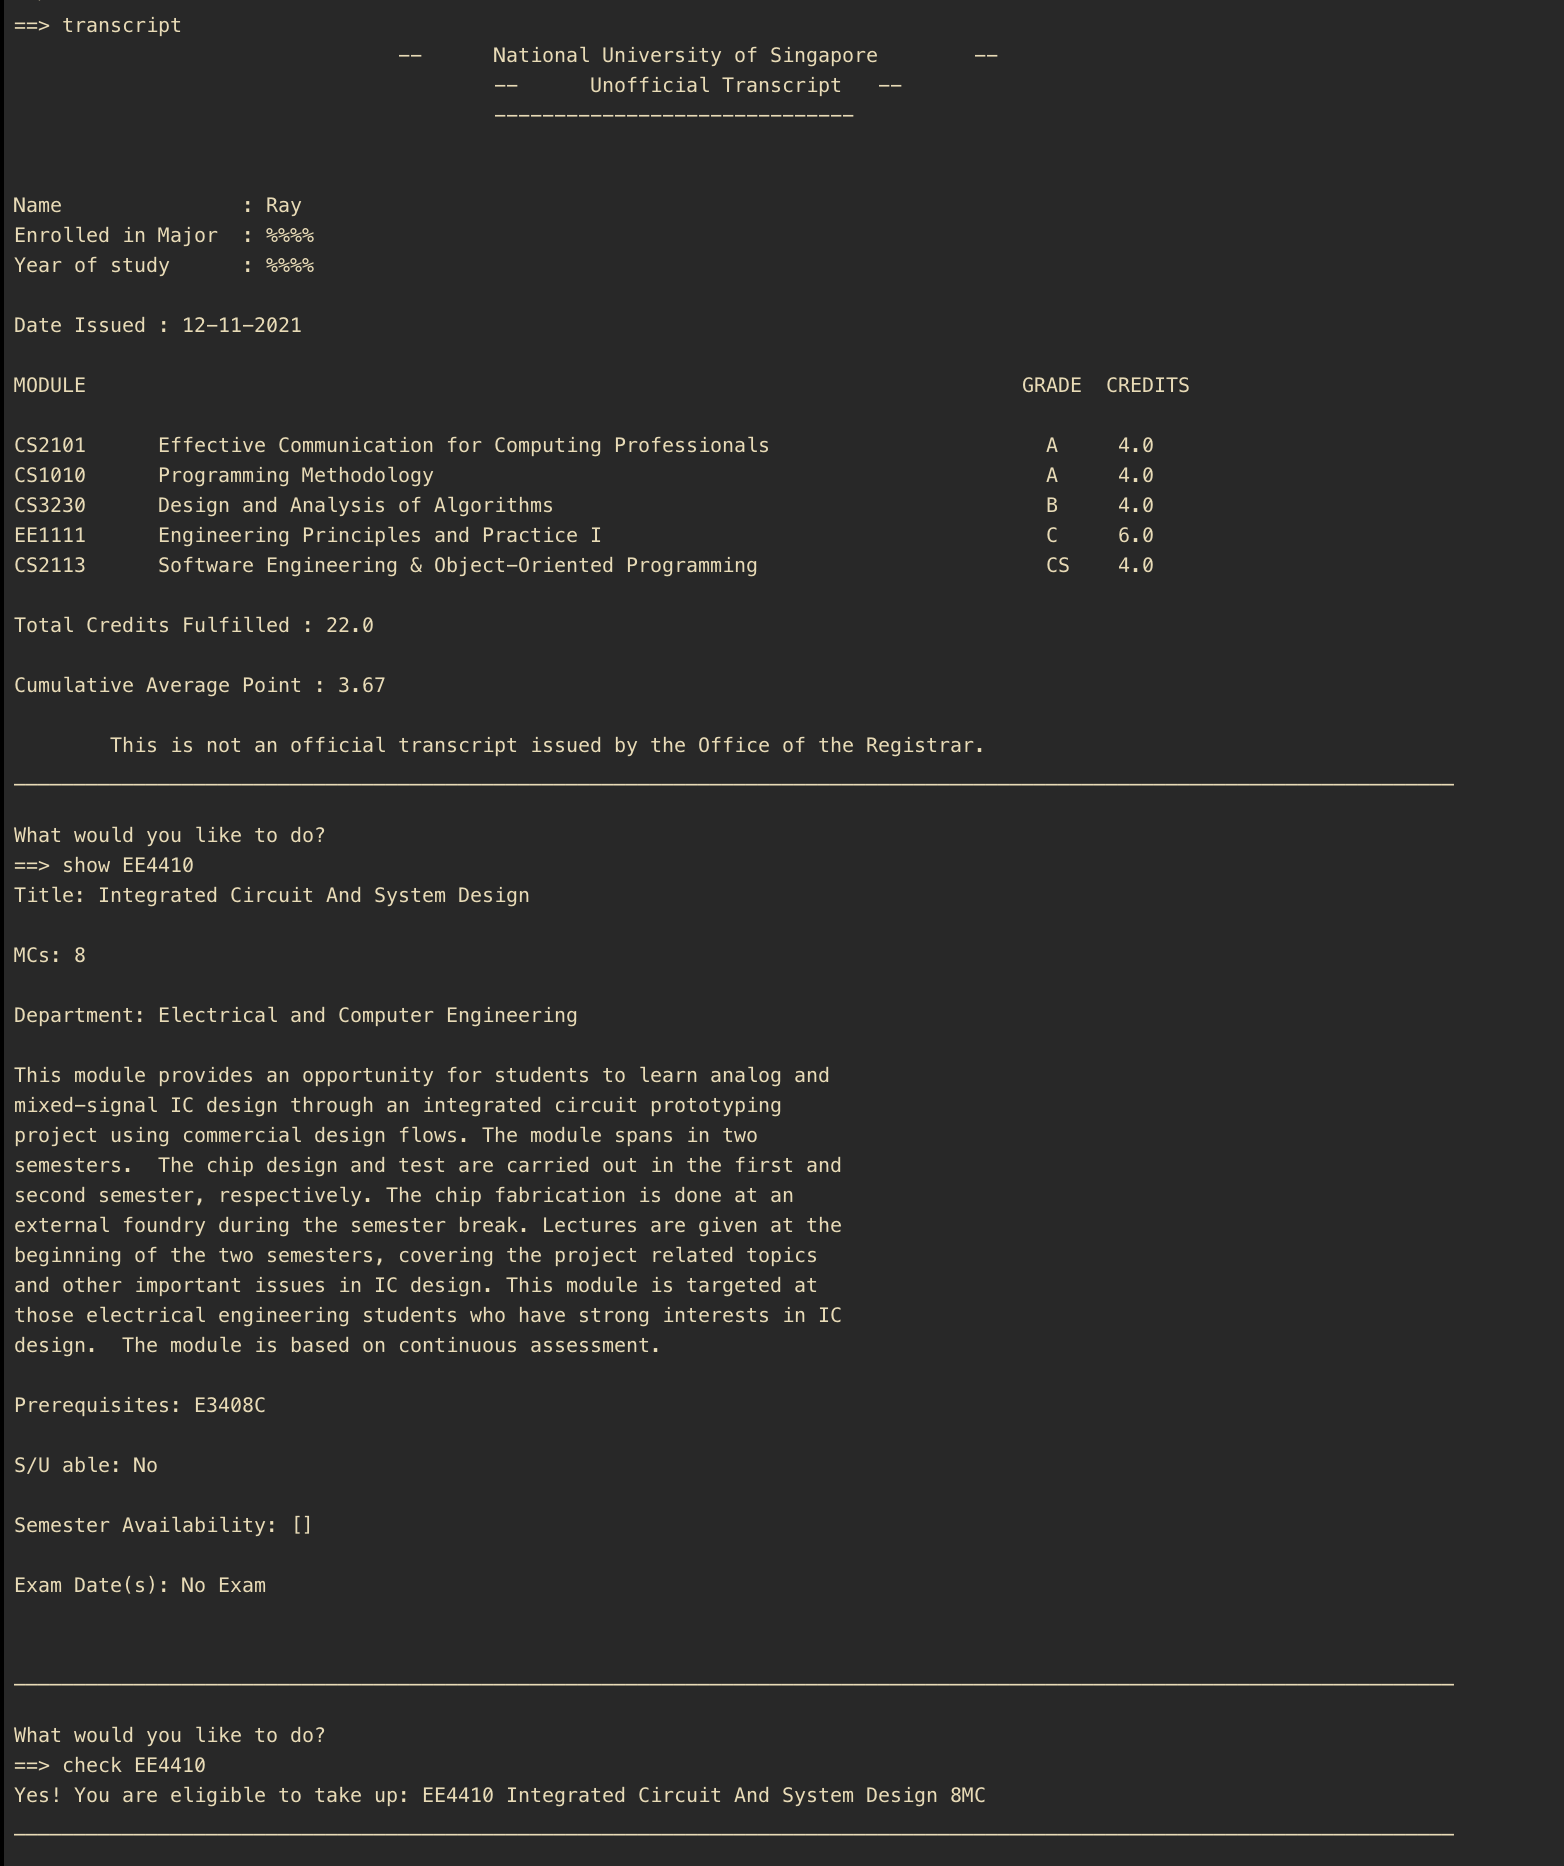 ==> transcript
-- National University of Singapore --
-- Unofficial Transcript --
------------------------------
Name : Ray
Enrolled in Major : %%%%
Year of study : %%%%
Date Issued : 12-11-2021
MODULE GRADE CREDITS
CS2101 Effective Communication for Computing Professionals A 4.0
CS1010 Programming Methodology A 4.0
CS3230 Design and Analysis of Algorithms B 4.0
EE1111 Engineering Principles and Practice I C 6.0
CS2113 Software Engineering & Object-Oriented Programming CS 4.0
Total Credits Fulfilled : 22.0
Cumulative Average Point : 3.67
This is not an official transcript issued by the Office of the Registrar.
What would you like to do?
==> show EE4410
Title: Integrated Circuit And System Design
MCs: 8
Department: Electrical and Computer Engineering
This module provides an opportunity for students to learn analog and
mixed-signal IC design through an integrated circuit prototyping
project using commercial design flows. The module spans in two
semesters.  The chip design and test are carried out in the first and
second semester, respectively. The chip fabrication is done at an
external foundry during the semester break. Lectures are given at the
beginning of the two semesters, covering the project related topics
and other important issues in IC design. This module is targeted at
those electrical engineering students who have strong interests in IC
design.  The module is based on continuous assessment.
Prerequisites: E3408C
S/U able: No
Semester Availability: []
Exam Date(s): No Exam
What would you like to do?
==> check EE4410
Yes! You are eligible to take up: EE4410 Integrated Circuit And System Design 8MC